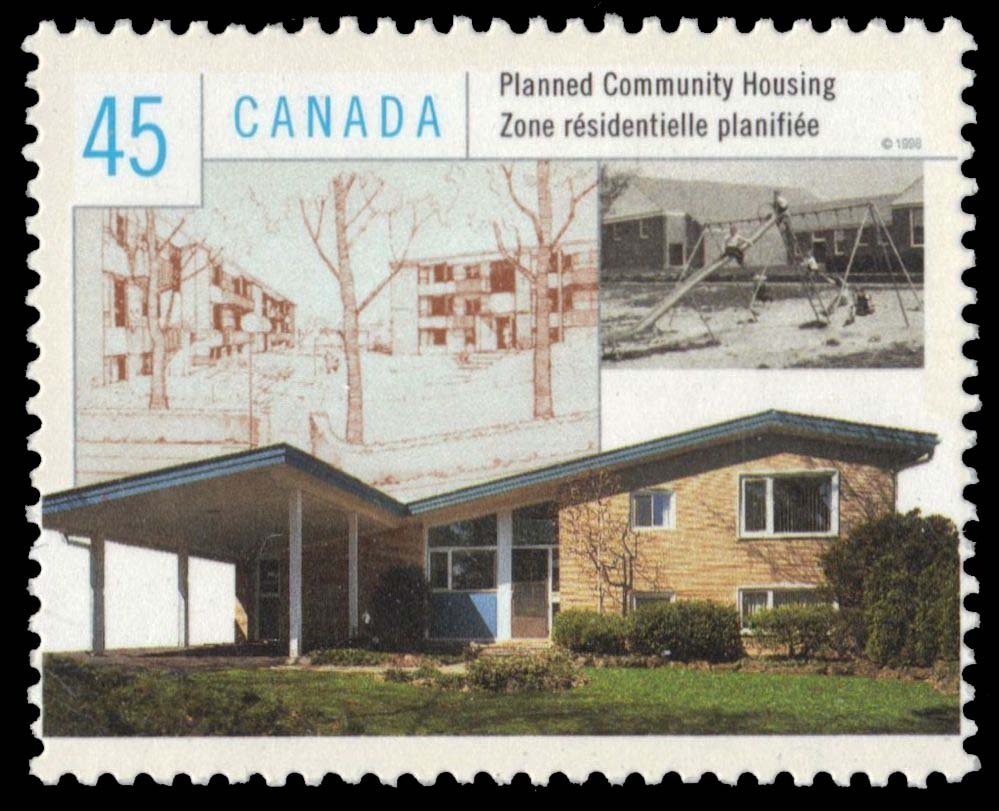 45
CANADA
Planned Community Housing
Zone résidentielle planifiée
© 1998